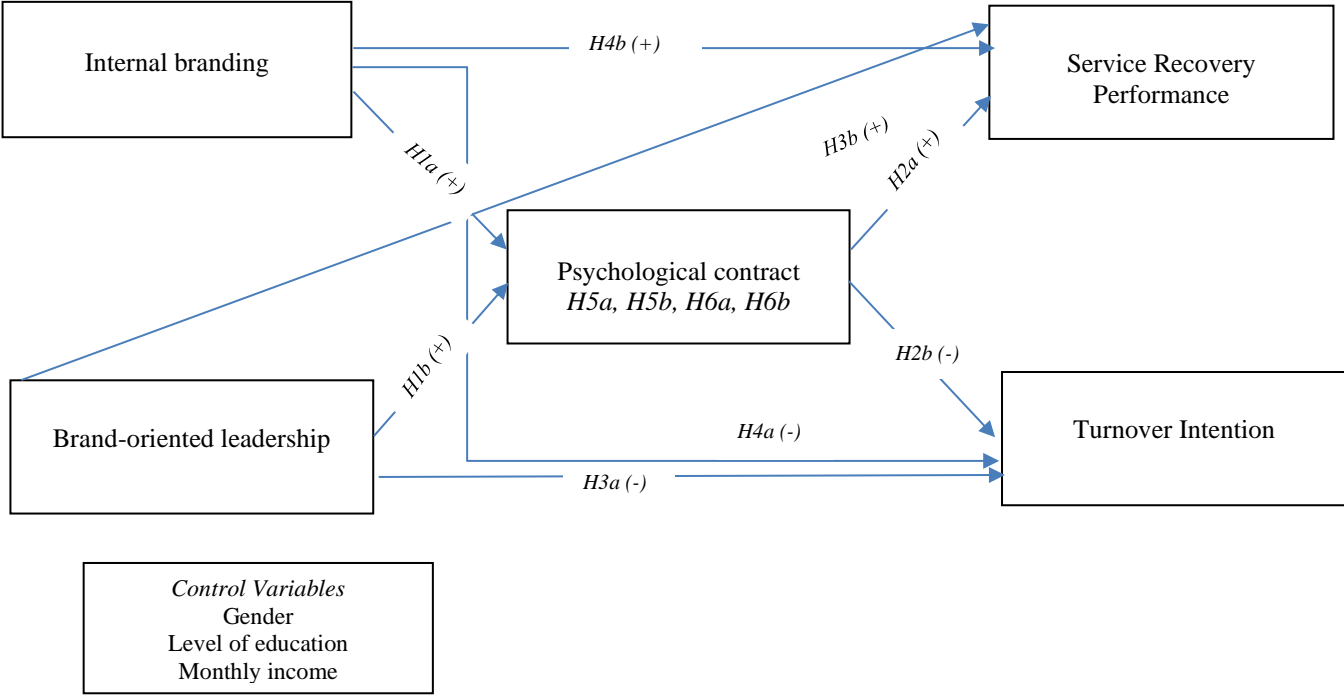 Internal branding
H4b (+)
Service Recovery
Performance
H1a (+)
H3b (+)
H2a (+)
Psychological contract
H5a, H5b, H6a, H6b
H1b (+)
H2b (-)
Brand-oriented leadership
H4a (-)
Turnover Intention
H3a (-)
Control Variables
Gender
Level of education
Monthly income